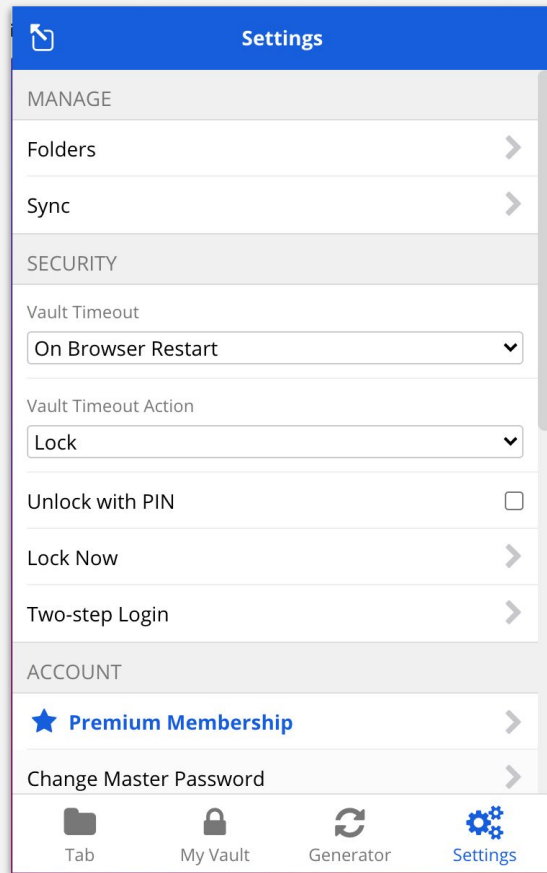 Settings
MANAGE
Folders
Sync
SECURITY
Vault Timeout
On Browser Restart
Vault Timeout Action
Lock
Unlock with PIN
Lock Now
Two-step Login
ACCOUNT
Premium Membership
Change Master Password
Tab My Vault Generator Settings